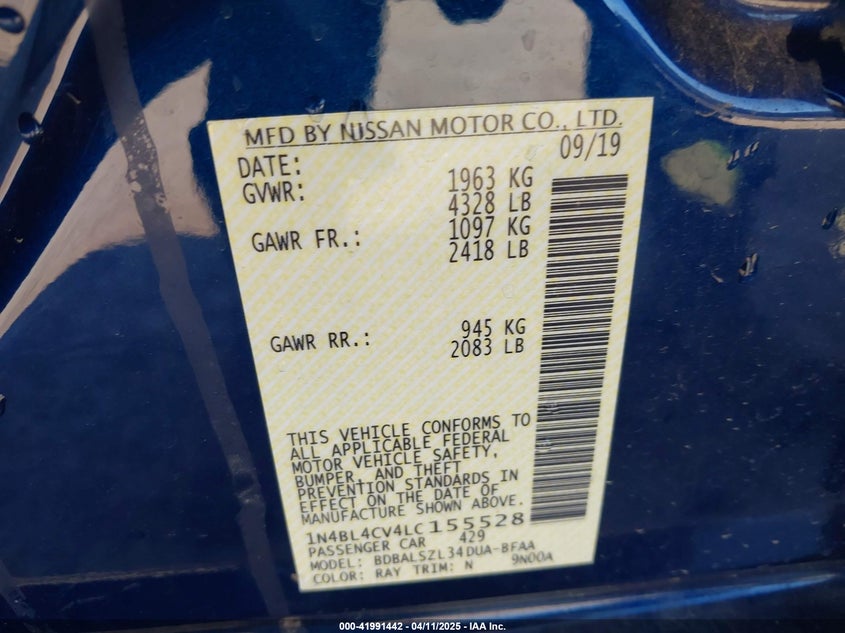 MFD BY NISSAN MOTOR CO., LTD.
DATE: 09/19
GVWR: 1963 KG
4328 LB
GAWR FR.: 1097 KG
2418 LB
GAWR RR.: 945 KG
2083 LB
THIS VEHICLE CONFORMS TO
ALL APPLICABLE FEDERAL
MOTOR VEHICLE SAFETY,
BUMPER, AND THEFT
PREVENTION STANDARDS IN
EFFECT ON THE DATE OF
MANUFACTURE SHOWN ABOVE.
1N4BL4CV4LC155528
PASSENGER CAR 429
MODEL: BDBALSZL34DUA-BFAA
COLOR: RAY TRIM: N 9N00A
000-41991442 / 04/11/2025 - IAA Inc.